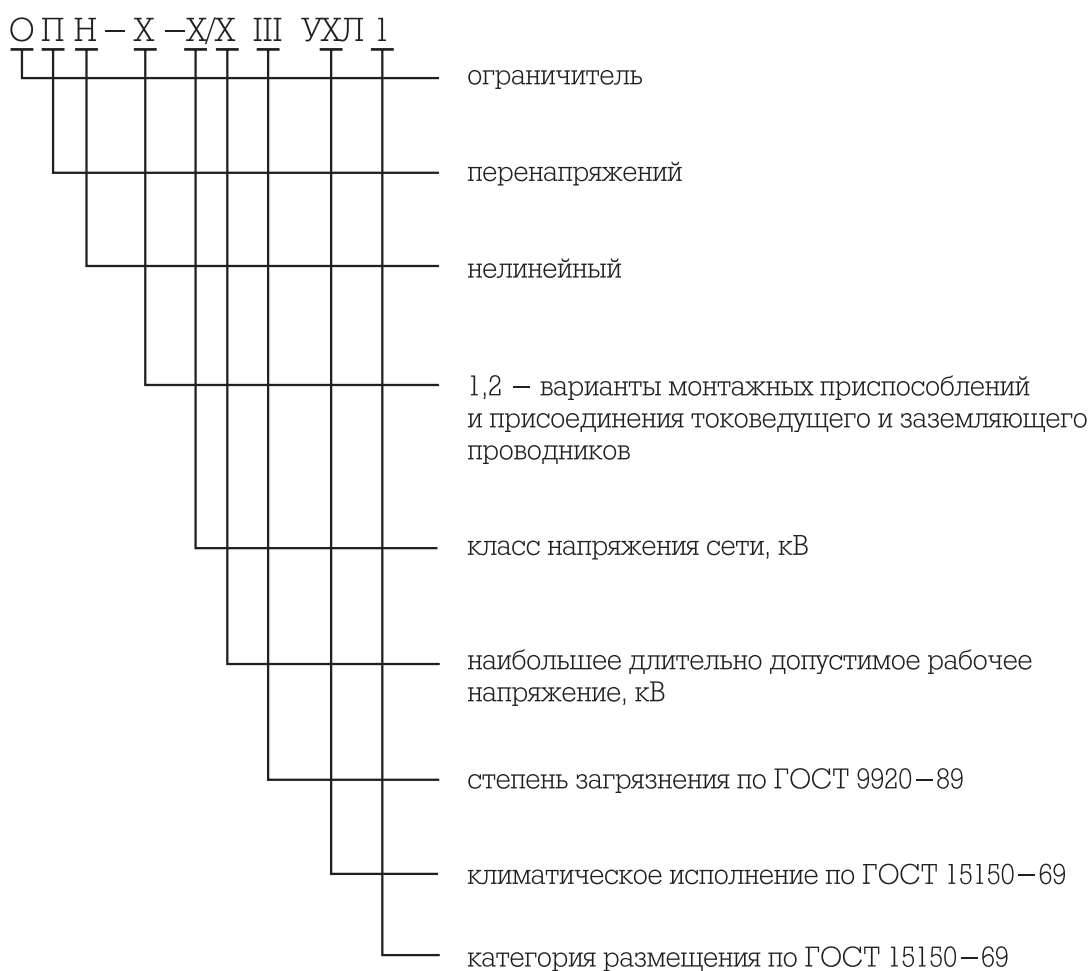 ОПН – Х –Х/Х III УХЛ 1
ограничитель
перенапряжений
нелинейный
1,2 — варианты монтажных приспособлений
и присоединения токоведущего и заземляющего
проводников
класс напряжения сети, кВ
наибольшее длительно допустимое рабочее
напряжение, кВ
степень загрязнения по ГОСТ 9920—89
климатическое исполнение по ГОСТ 15150—69
категория размещения по ГОСТ 15150—69